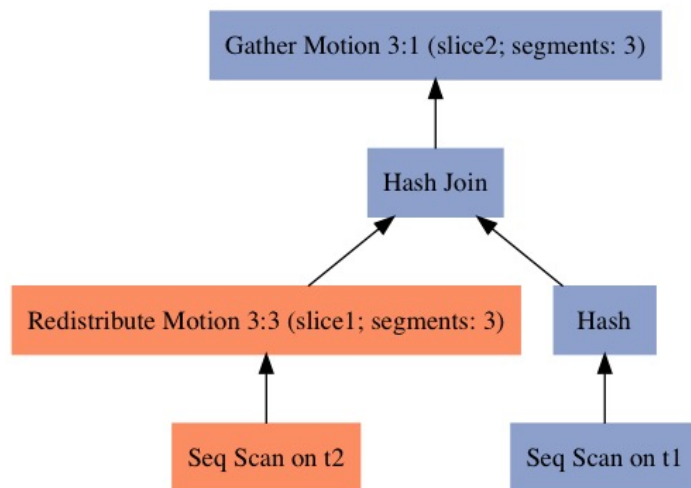 Gather Motion 3:1 (slice2; segments: 3)
Hash Join
Redistribute Motion 3:3 (slice1; segments: 3)
Hash
Seq Scan on t2
Seq Scan on t1